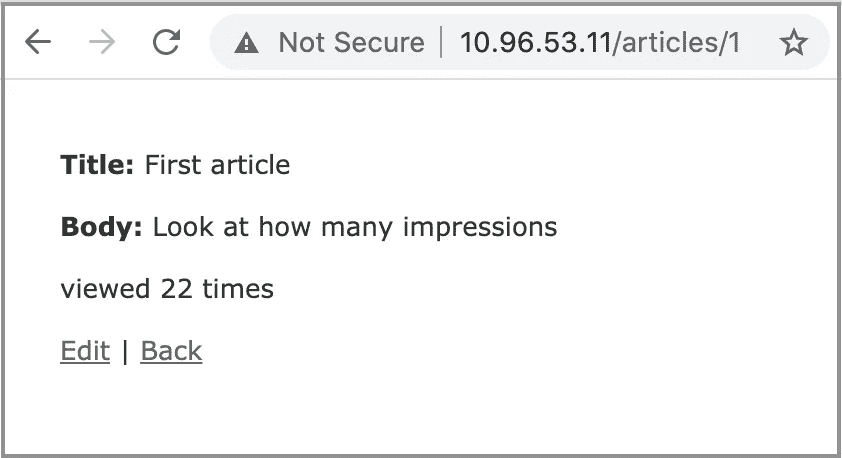 Not Secure | 10.96.53.11/articles/1
Title: First article
Body: Look at how many impressions
viewed 22 times
Edit | Back